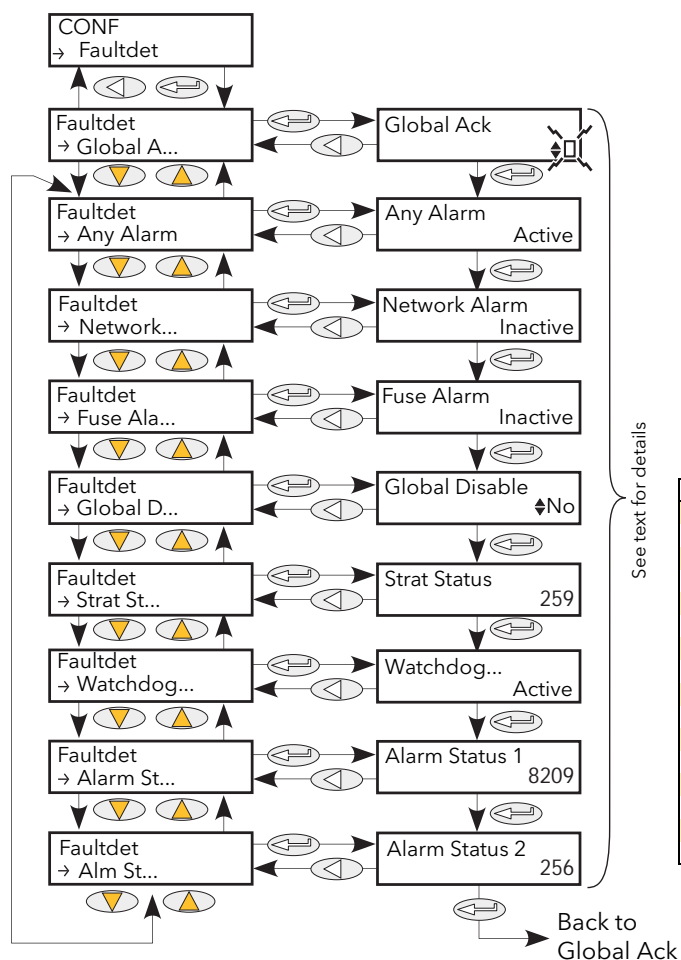 CONF
→ Faultdet
Faultdet
→ Global A...
Global Ack
Faultdet
→ Any Alarm
Any Alarm
Active
Faultdet
→ Network...
Network Alarm
Inactive
Faultdet
→ Fuse Ala...
Fuse Alarm
Inactive
Faultdet
→ Global D...
Global Disable
No
Faultdet
→ Strat St...
Strat Status
259
Faultdet
→ Watchdog...
Watchdog...
Active
Faultdet
→ Alarm St...
Alarm Status 1
8209
Faultdet
→ Alm St...
Alarm Status 2
256
See text for details
Back to
Global Ack